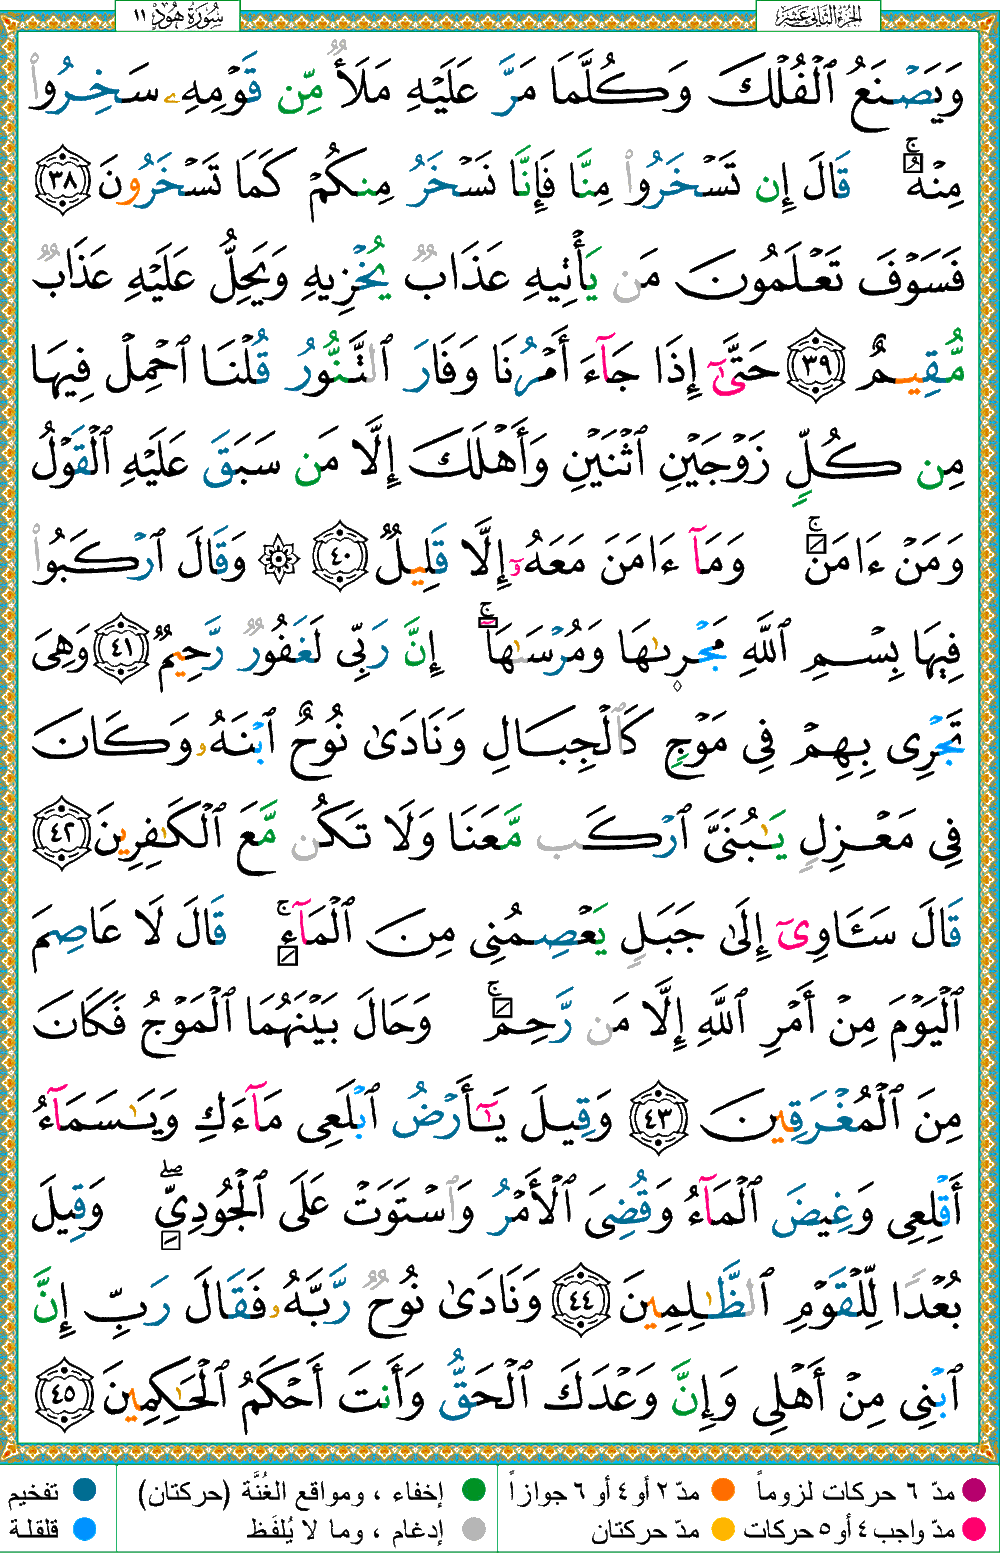 الجزء الثاني عشر
سُورَةُ هُودٍ ١١
وَيَصْنَعُ ٱلْفُلْكَ وَكُلَّمَا مَرَّ عَلَيْهِ مَلَأٌ مِّن قَوْمِهِۦ سَخِرُوا۟
مِنْهُ ۚ قَالَ إِن تَسْخَرُوا۟ مِنَّا فَإِنَّا نَسْخَرُ مِنكُمْ كَمَا تَسْخَرُونَ ٣٨
فَسَوْفَ تَعْلَمُونَ مَن يَأْتِيهِ عَذَابٌ يُخْزِيهِ وَيَحِلُّ عَلَيْهِ عَذَابٌ
مُّقِيمٌ ٣٩ حَتَّىٰٓ إِذَا جَآءَ أَمْرُنَا وَفَارَ ٱلتَّنُّورُ قُلْنَا ٱحْمِلْ فِيهَا
مِن كُلٍّ زَوْجَيْنِ ٱثْنَيْنِ وَأَهْلَكَ إِلَّا مَن سَبَقَ عَلَيْهِ ٱلْقَوْلُ
وَمَنْ ءَامَنَ ۚ وَمَآ ءَامَنَ مَعَهُۥٓ إِلَّا قَلِيلٌ ٤٠ ۞ وَقَالَ ٱرْكَبُوا۟
فِيهَا بِسْمِ ٱللَّهِ مَجْر۪ىٰهَا وَمُرْسَىٰهَآ ۚ إِنَّ رَبِّى لَغَفُورٌ رَّحِيمٌ ٤١ وَهِىَ
تَجْرِى بِهِمْ فِى مَوْجٍ كَٱلْجِبَالِ وَنَادَىٰ نُوحٌ ٱبْنَهُۥ وَكَانَ
فِى مَعْزِلٍ يَٰبُنَىَّ ٱرْكَب مَّعَنَا وَلَا تَكُن مَّعَ ٱلْكَٰفِرِينَ ٤٢
قَالَ سَـَٔاوِىٓ إِلَىٰ جَبَلٍ يَعْصِمُنِى مِنَ ٱلْمَآءِ ۚ قَالَ لَا عَاصِمَ
ٱلْيَوْمَ مِنْ أَمْرِ ٱللَّهِ إِلَّا مَن رَّحِمَ ۚ وَحَالَ بَيْنَهُمَا ٱلْمَوْجُ فَكَانَ
مِنَ ٱلْمُغْرَقِينَ ٤٣ وَقِيلَ يَٰٓأَرْضُ ٱبْلَعِى مَآءَكِ وَيَٰسَمَآءُ
أَقْلِعِى وَغِيضَ ٱلْمَآءُ وَقُضِىَ ٱلْأَمْرُ وَٱسْتَوَتْ عَلَى ٱلْجُودِىِّ ۖ وَقِيلَ
بُعْدًا لِّلْقَوْمِ ٱلظَّٰلِمِينَ ٤٤ وَنَادَىٰ نُوحٌ رَّبَّهُۥ فَقَالَ رَبِّ إِنَّ
ٱبْنِى مِنْ أَهْلِى وَإِنَّ وَعْدَكَ ٱلْحَقُّ وَأَنتَ أَحْكَمُ ٱلْحَٰكِمِينَ ٤٥
مدّ ٦ حركات لزوماً مدّ ٢ أو ٤ أو ٦ جوازاً إخفاء ، ومواقع الغُنَّة (حركتان) تفخيم
مدّ واجب ٤ أو ٥ حركات مدّ حركتان إدغام ، وما لا يُلفَظ قلقلة